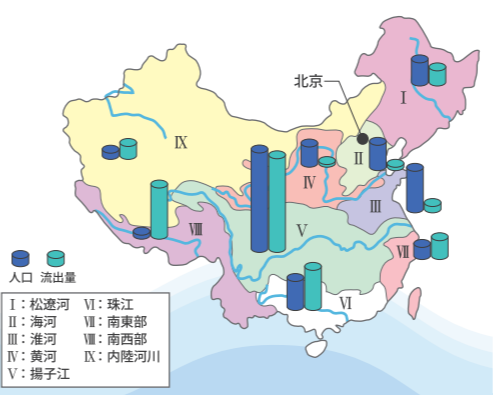 北京
Ⅰ
Ⅸ
Ⅱ
Ⅳ
Ⅲ
Ⅷ
Ⅴ
Ⅶ
Ⅵ
人口 流出量
Ⅰ：松遼河 Ⅵ：珠江
Ⅱ：海河 Ⅶ：南東部
Ⅲ：淮河 Ⅷ：南西部
Ⅳ：黄河 Ⅸ：内陸河川
Ⅴ：揚子江